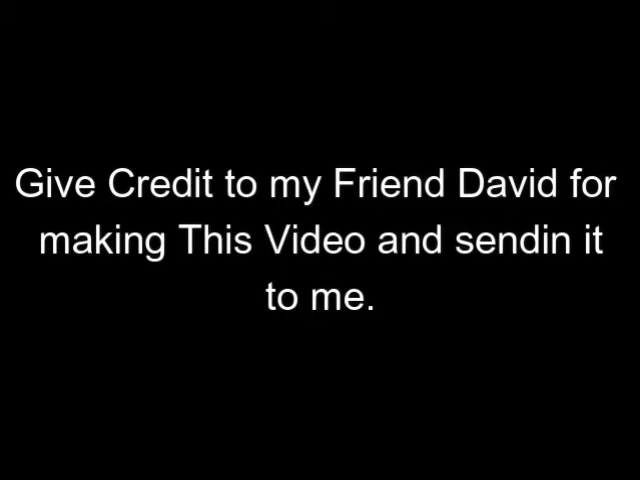 Give Credit to my Friend David for
making This Video and sendin it
to me.